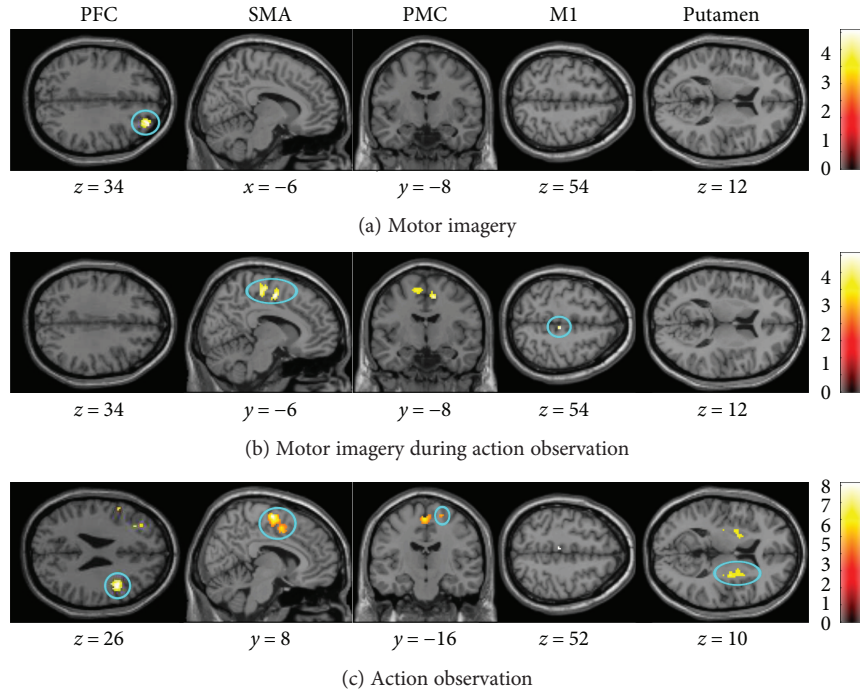 PFC SMA PMC M1 Putamen
4
3
2
1
0
z = 34 x = −6 y = −8 z = 54 z = 12
(a) Motor imagery
4
3
2
1
0
z = 34 y = −6 y = −8 z = 54 z = 12
(b) Motor imagery during action observation
8
7
6
5
4
3
2
1
0
z = 26 y = 8 y = −16 z = 52 z = 10
(c) Action observation